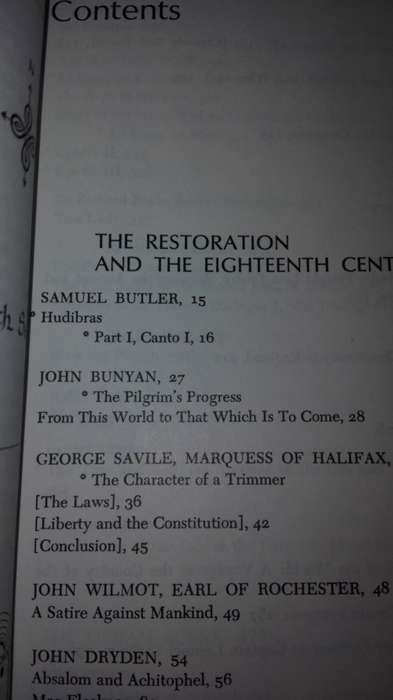 Contents
THE RESTORATION
AND THE EIGHTEENTH CENT
SAMUEL BUTLER, 15
° Hudibras
° Part I, Canto I, 16
JOHN BUNYAN, 27
° The Pilgrim's Progress
From This World to That Which Is To Come, 28
GEORGE SAVILE, MARQUESS OF HALIFAX,
° The Character of a Trimmer
[The Laws], 36
[Liberty and the Constitution], 42
[Conclusion], 45
JOHN WILMOT, EARL OF ROCHESTER, 48
A Satire Against Mankind, 49
JOHN DRYDEN, 54
Absalom and Achitophel, 56